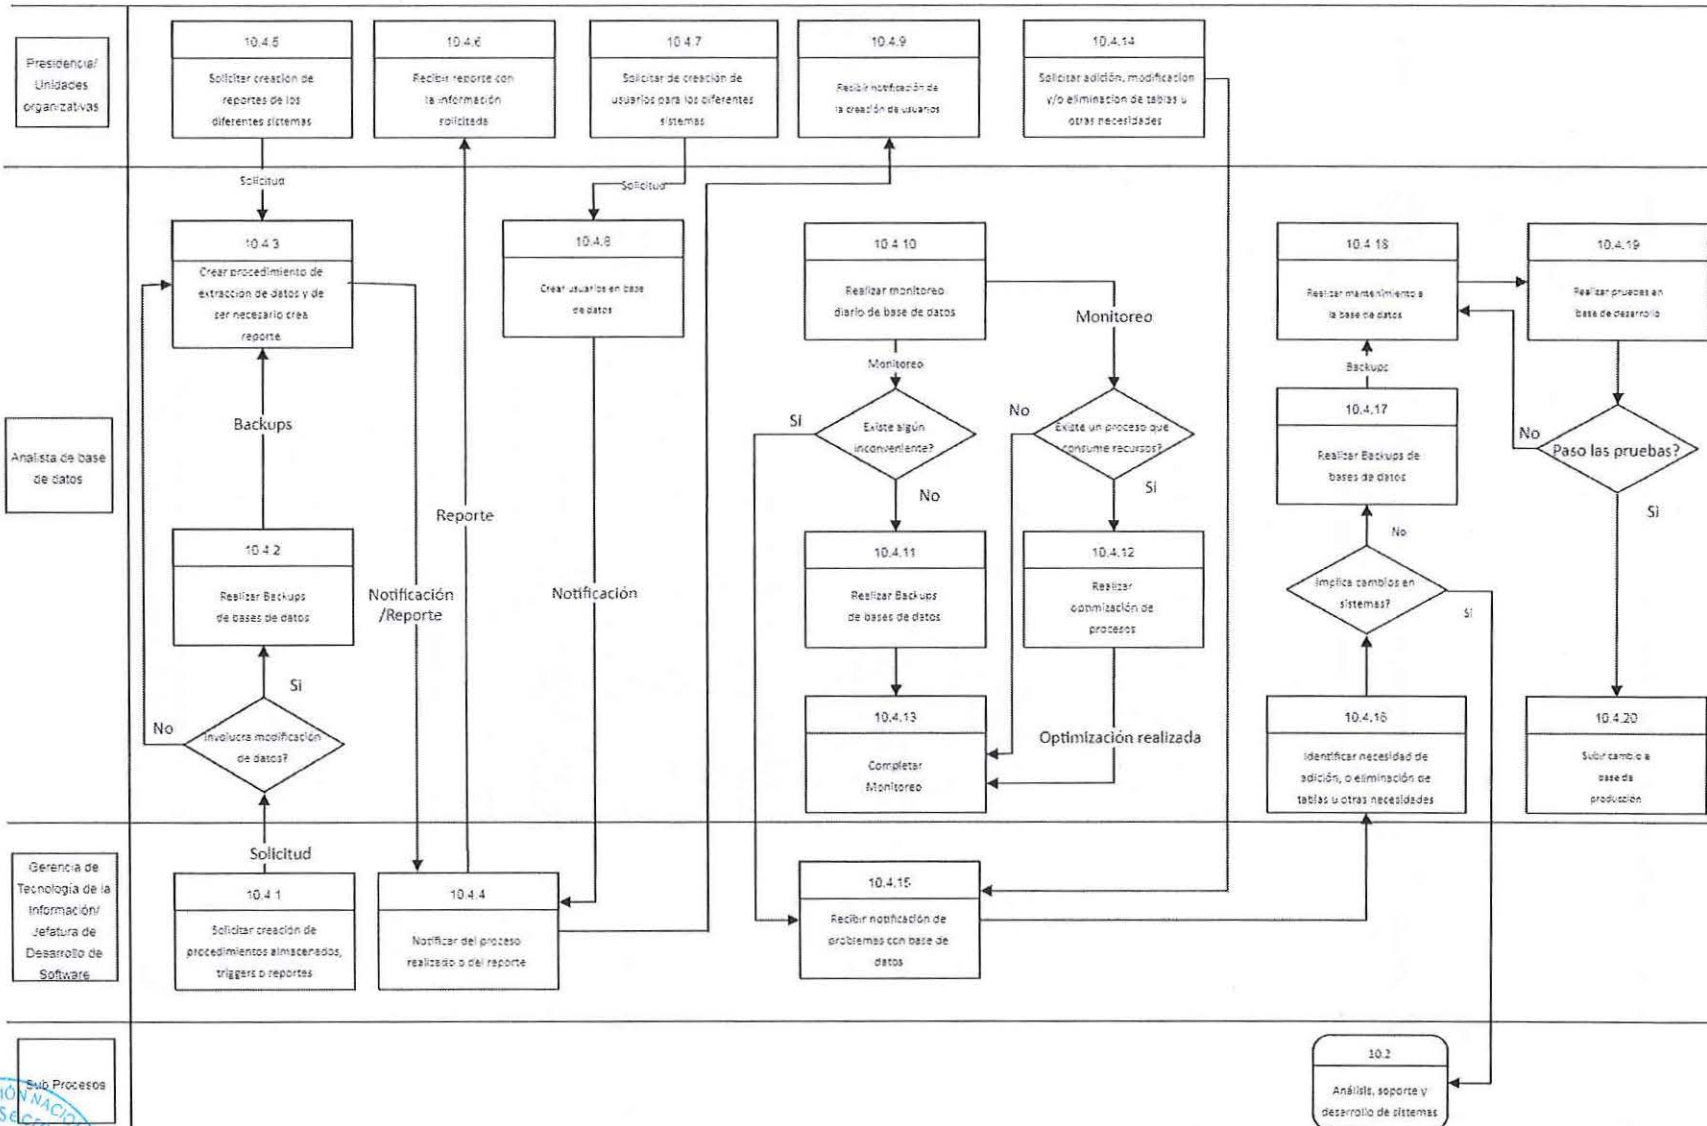 Presidencia/
Unidades
organizativas
10.4.5
Solicitar creación de
reportes de los
diferentes sistemas
10.4.6
Recibir reporte con
la información
solicitada
10.4.7
Solicitar de creación de
usuarios para los diferentes
sistemas
10.4.9
Recibir notificación de
la creación de usuarios
10.4.14
Solicitar adición, modificación
y/o eliminación de tablas u
otras necesidades
Solicitud
Solicitud
Analista de base
de datos
10.4.3
Crear procedimiento de
extracción de datos y de
ser necesario crea
reporte
10.4.8
Crear usuarios en base
de datos
10.4.10
Realizar monitoreo
diario de base de datos
Monitoreo
Monitoreo
10.4.18
Realizar mantenimiento a
la base de datos
10.4.19
Realizar pruebas en
base de desarrollo
Backups
Backups
Si
Existe algún
inconveniente?
No
No
Existe un proceso que
consume recursos?
Si
10.4.17
Realizar Backups de
bases de datos
No
Paso las pruebas?
Si
Reporte
10.4.2
Realizar Backups
de bases de datos
Notificación
/Reporte
Notificación
10.4.11
Realizar Backups
de bases de datos
10.4.12
Realizar
optimización de
procesos
No
Implica cambios en
sistemas?
Si
Si
No
Involucra modificación
de datos?
10.4.13
Completar
Monitoreo
Optimización realizada
10.4.16
Identificar necesidad de
adición, o eliminación de
tablas u otras necesidades
10.4.20
Subir cambio a
base de
producción
Gerencia de
Tecnología de la
Información/
Jefatura de
Desarrollo de
Software
Solicitud
10.4.1
Solicitar creación de
procedimientos almacenados,
triggers o reportes
10.4.4
Notificar del proceso
realizado o del reporte
10.4.15
Recibir notificación de
problemas con base de
datos
Sub Procesos
10.2
Análisis, soporte y
desarrollo de sistemas